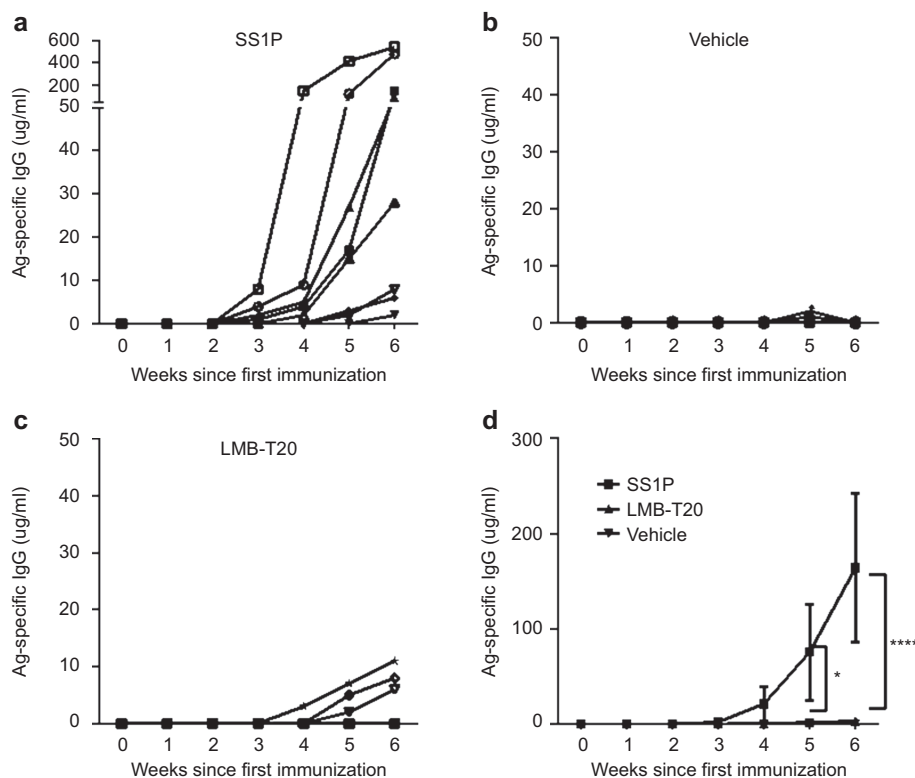 a
SS1P
600
400
200
50
40
30
20
10
0
Ag-specific IgG (ug/ml)
0 1 2 3 4 5 6
Weeks since first immunization
b
Vehicle
50
40
30
20
10
0
Ag-specific IgG (ug/ml)
0 1 2 3 4 5 6
Weeks since first immunization
c
LMB-T20
50
40
30
20
10
0
Ag-specific IgG (ug/ml)
0 1 2 3 4 5 6
Weeks since first immunization
d
300
200
100
0
Ag-specific IgG (ug/ml)
SS1P
LMB-T20
Vehicle
*
****
0 1 2 3 4 5 6
Weeks since first immunization